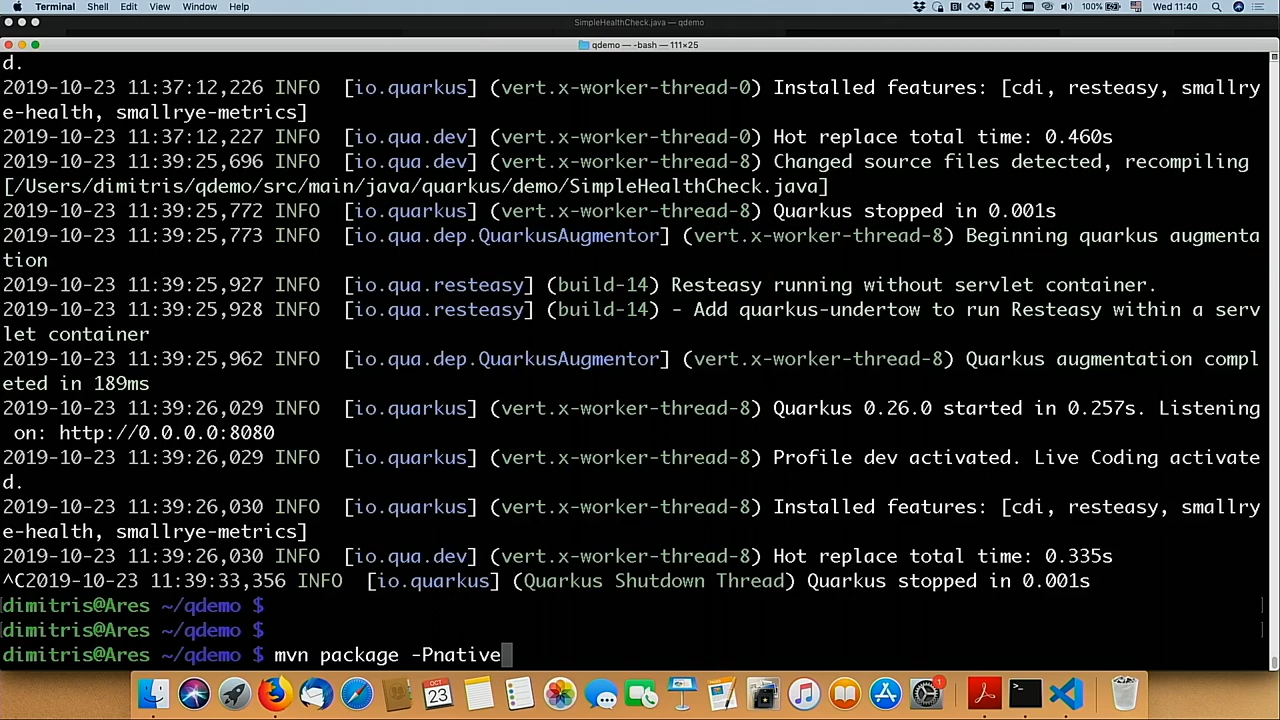 Terminal Shell Edit View Window Help 100% Wed 11:40
SimpleHealthCheck.java — qdemo
qdemo — -bash — 111×25
d.
2019-10-23 11:37:12,226 INFO  [io.quarkus] (vert.x-worker-thread-0) Installed features: [cdi, resteasy, smallry
e-health, smallrye-metrics]
2019-10-23 11:37:12,227 INFO  [io.qua.dev] (vert.x-worker-thread-0) Hot replace total time: 0.460s
2019-10-23 11:39:25,696 INFO  [io.qua.dev] (vert.x-worker-thread-8) Changed source files detected, recompiling
[/Users/dimitris/qdemo/src/main/java/quarkus/demo/SimpleHealthCheck.java]
2019-10-23 11:39:25,772 INFO  [io.quarkus] (vert.x-worker-thread-8) Quarkus stopped in 0.001s
2019-10-23 11:39:25,773 INFO  [io.qua.dep.QuarkusAugmentor] (vert.x-worker-thread-8) Beginning quarkus augmenta
tion
2019-10-23 11:39:25,927 INFO  [io.qua.resteasy] (build-14) Resteasy running without servlet container.
2019-10-23 11:39:25,928 INFO  [io.qua.resteasy] (build-14) - Add quarkus-undertow to run Resteasy within a serv
let container
2019-10-23 11:39:25,962 INFO  [io.qua.dep.QuarkusAugmentor] (vert.x-worker-thread-8) Quarkus augmentation compl
eted in 189ms
2019-10-23 11:39:26,029 INFO  [io.quarkus] (vert.x-worker-thread-8) Quarkus 0.26.0 started in 0.257s. Listening
 on: http://0.0.0.0:8080
2019-10-23 11:39:26,029 INFO  [io.quarkus] (vert.x-worker-thread-8) Profile dev activated. Live Coding activate
d.
2019-10-23 11:39:26,030 INFO  [io.quarkus] (vert.x-worker-thread-8) Installed features: [cdi, resteasy, smallry
e-health, smallrye-metrics]
2019-10-23 11:39:26,030 INFO  [io.qua.dev] (vert.x-worker-thread-8) Hot replace total time: 0.335s
^C2019-10-23 11:39:33,356 INFO  [io.quarkus] (Quarkus Shutdown Thread) Quarkus stopped in 0.001s
dimitris@Ares ~/qdemo $
dimitris@Ares ~/qdemo $
dimitris@Ares ~/qdemo $ mvn package -Pnative
OCT
23
1